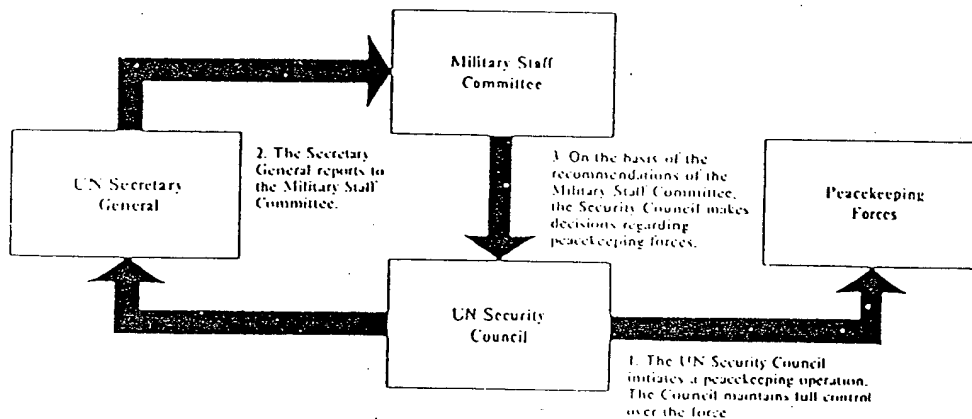 Military Staff
Committee
2. The Secretary
General reports to
the Military Staff
Committee.
3. On the basis of the
recommendations of the
Military Staff Committee,
the Security Council makes
decisions regarding
peacekeeping forces.
UN Secretary
General
Peacekeeping
Forces
UN Security
Council
1. The UN Security Council
initiates a peacekeeping operation.
The Council maintains full control
over the force